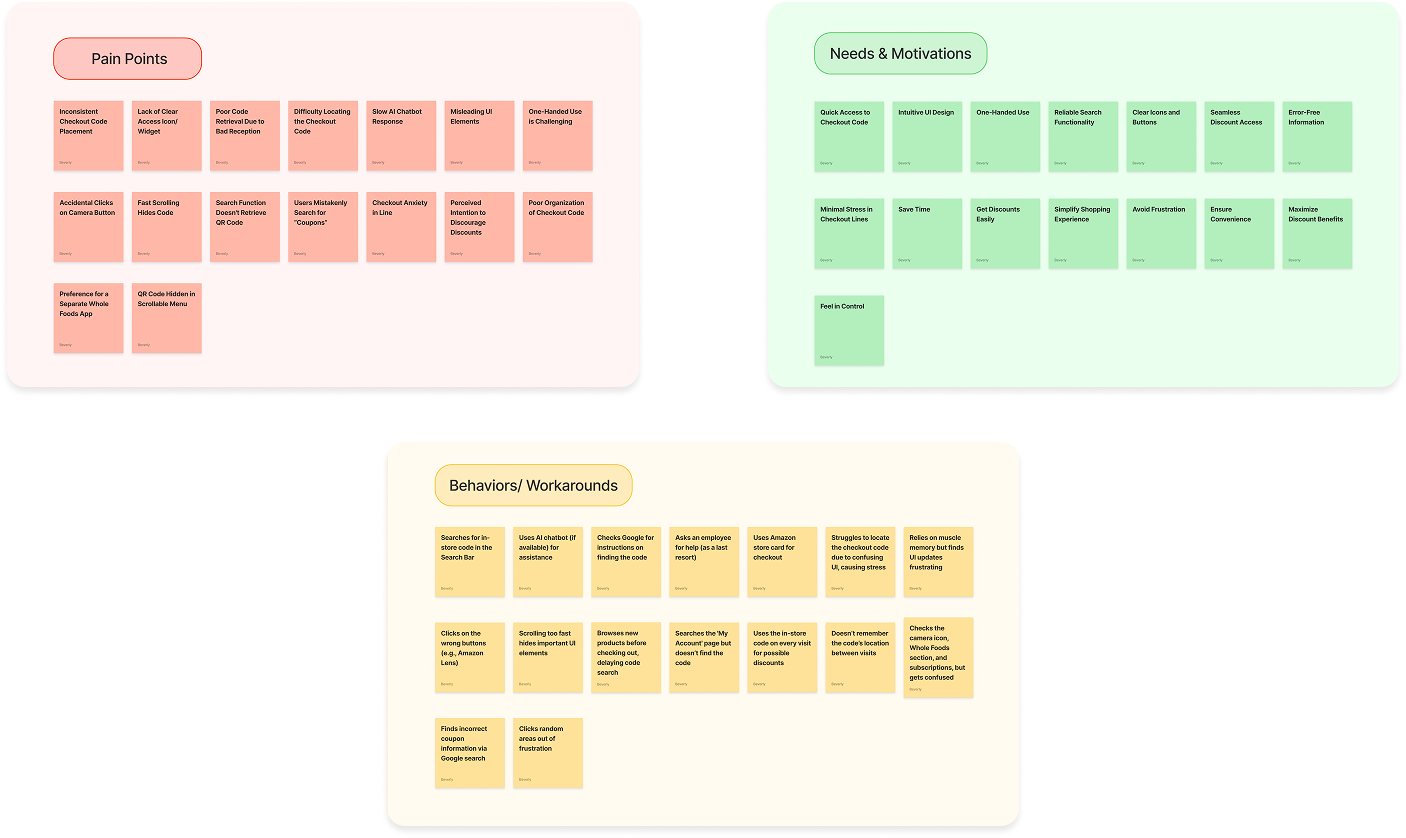 Pain Points
Inconsistent
Checkout Code
Placement
Beverly
Lack of Clear
Access Icon/
Widget
Beverly
Poor Code
Retrieval Due to
Bad Reception
Beverly
Difficulty Locating
the Checkout
Code
Beverly
Slow AI Chatbot
Response
Beverly
Misleading UI
Elements
Beverly
One-Handed Use
is Challenging
Beverly
Accidental Clicks
on Camera Button
Beverly
Fast Scrolling
Hides Code
Beverly
Search Function
Doesn't Retrieve
QR Code
Beverly
Users Mistakenly
Search for
"Coupons"
Beverly
Checkout Anxiety
in Line
Beverly
Perceived
Intention to
Discourage
Discounts
Beverly
Poor Organization
of Checkout Code
Beverly
Preference for a
Separate Whole
Foods App
Beverly
QR Code Hidden in
Scrollable Menu
Beverly
Needs & Motivations
Quick Access to
Checkout Code
Beverly
Intuitive UI Design
Beverly
One-Handed Use
Beverly
Reliable Search
Functionality
Beverly
Clear Icons and
Buttons
Beverly
Seamless
Discount Access
Beverly
Error-Free
Information
Beverly
Minimal Stress in
Checkout Lines
Beverly
Save Time
Beverly
Get Discounts
Easily
Beverly
Simplify Shopping
Experience
Beverly
Avoid Frustration
Beverly
Ensure
Convenience
Beverly
Maximize
Discount Benefits
Beverly
Feel in Control
Beverly
Behaviors/ Workarounds
Searches for in-
store code in the
Search Bar
Beverly
Uses AI chatbot (if
available) for
assistance
Beverly
Checks Google for
instructions on
finding the code
Beverly
Asks an employee
for help (as a last
resort)
Beverly
Uses Amazon
store card for
checkout
Beverly
Struggles to locate
the checkout code
due to confusing
UI, causing stress
Beverly
Relies on muscle
memory but finds
UI updates
frustrating
Beverly
Clicks on the
wrong buttons
(e.g., Amazon
Lens)
Beverly
Scrolling too fast
hides important UI
elements
Beverly
Browses new
products before
checking out,
delaying code
search
Beverly
Searches the 'My
Account' page but
doesn't find the
code
Beverly
Uses the in-store
code on every visit
for possible
discounts
Beverly
Doesn't remember
the code's location
between visits
Beverly
Checks the
camera icon,
Whole Foods
section, and
subscriptions, but
gets confused
Beverly
Finds incorrect
coupon
information via
Google search
Beverly
Clicks random
areas out of
frustration
Beverly